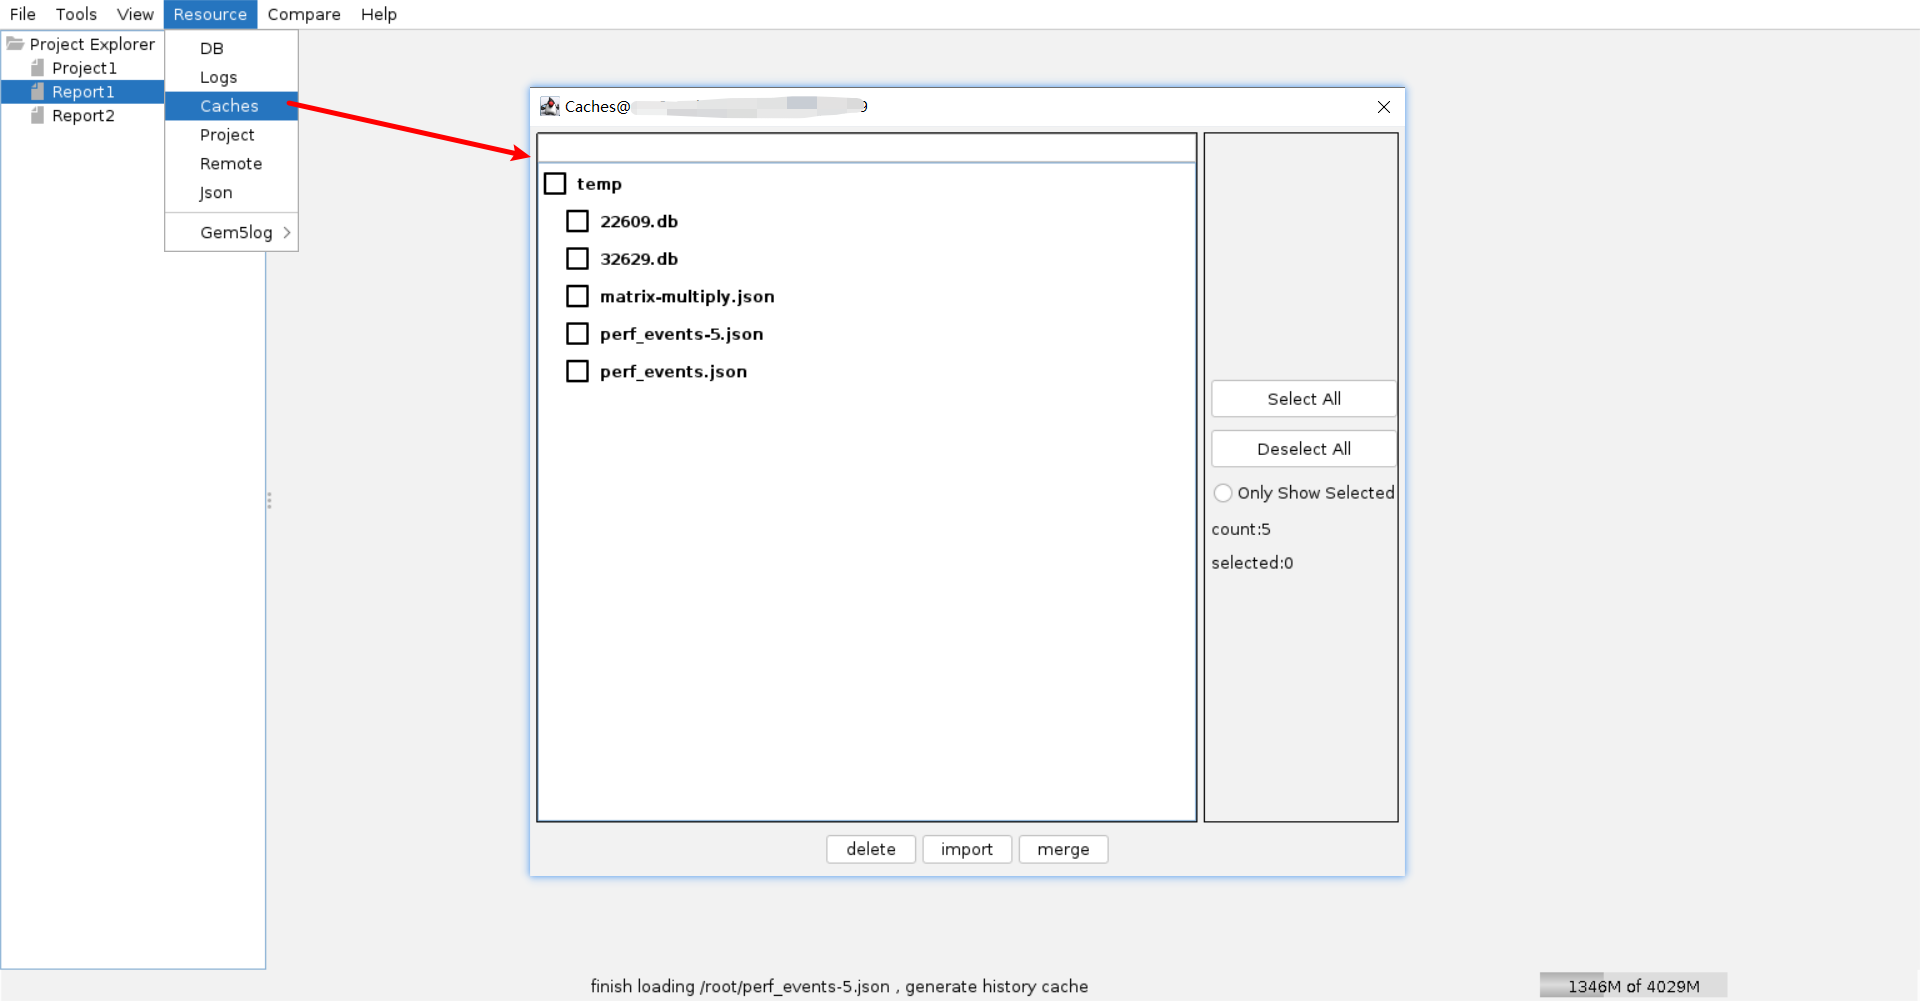 File Tools View Resource Compare Help
Project Explorer
Project1
Report1
Report2
DB
Logs
Caches
Project
Remote
Json
Gem5log
Caches@ 9
temp
22609.db
32629.db
matrix-multiply.json
perf_events-5.json
perf_events.json
Select All
Deselect All
Only Show Selected
count:5
selected:0
delete import merge
finish loading /root/perf_events-5.json , generate history cache
1346M of 4029M